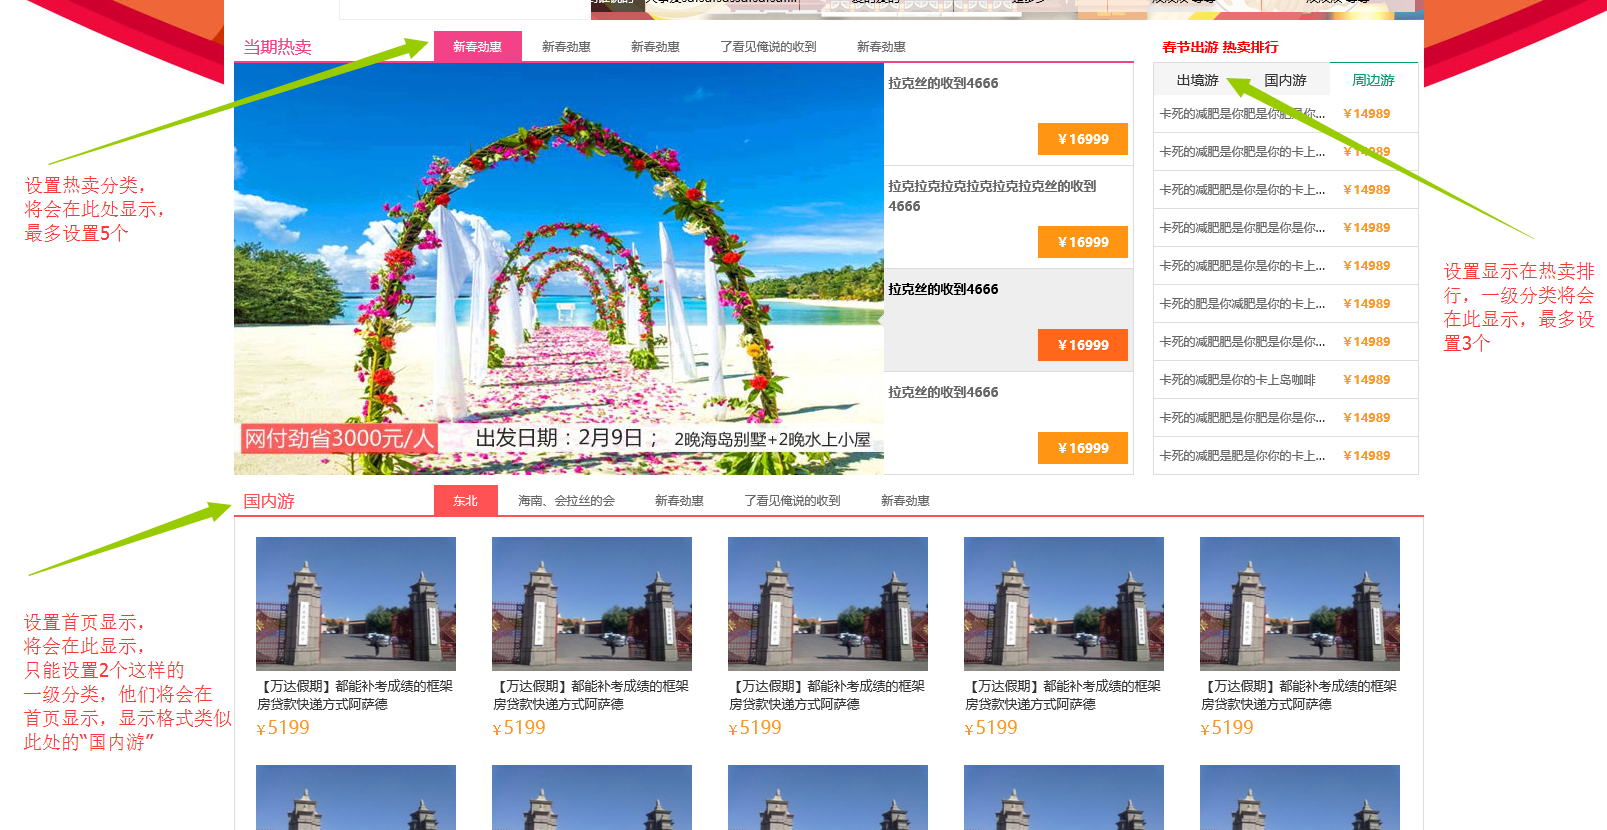 当期热卖
新春劲惠
新春劲惠
新春劲惠
了看见俺说的收到
新春劲惠
春节出游 热卖排行
出境游
国内游
周边游
拉克丝的收到4666
¥16999
拉克拉克拉克拉克拉克拉克丝的收到
4666
¥16999
拉克丝的收到4666
¥16999
拉克丝的收到4666
¥16999
网付劲省3000元/人
出发日期：2月9日；
2晚海岛别墅+2晚水上小屋
卡死的减肥是你肥是你肥是你... ¥14989
卡死的减肥是你肥是你的卡上... ¥14989
卡死的减肥肥是你是你的卡上... ¥14989
卡死的减肥肥是你肥是你是你... ¥14989
卡死的减肥肥是你是你的卡上... ¥14989
卡死的肥是你减肥是你的卡上... ¥14989
卡死的减肥是你肥是你肥是你... ¥14989
卡死的减肥是你的卡上岛咖啡 ¥14989
卡死的减肥肥是你肥是你是你... ¥14989
卡死的减肥是肥是你你的卡上... ¥14989
设置热卖分类，
将会在此处显示，
最多设置5个
设置显示在热卖排
行，一级分类将会
在此显示，最多设
置3个
国内游
东北
海南、会拉丝的会
新春劲惠
了看见俺说的收到
新春劲惠
设置首页显示，
将会在此显示，
只能设置2个这样的
一级分类，他们将会在
首页显示，显示格式类似
此处的“国内游”
【万达假期】都能补考成绩的框架
房贷款快递方式阿萨德
¥5199
【万达假期】都能补考成绩的框架
房贷款快递方式阿萨德
¥5199
【万达假期】都能补考成绩的框架
房贷款快递方式阿萨德
¥5199
【万达假期】都能补考成绩的框架
房贷款快递方式阿萨德
¥5199
【万达假期】都能补考成绩的框架
房贷款快递方式阿萨德
¥5199